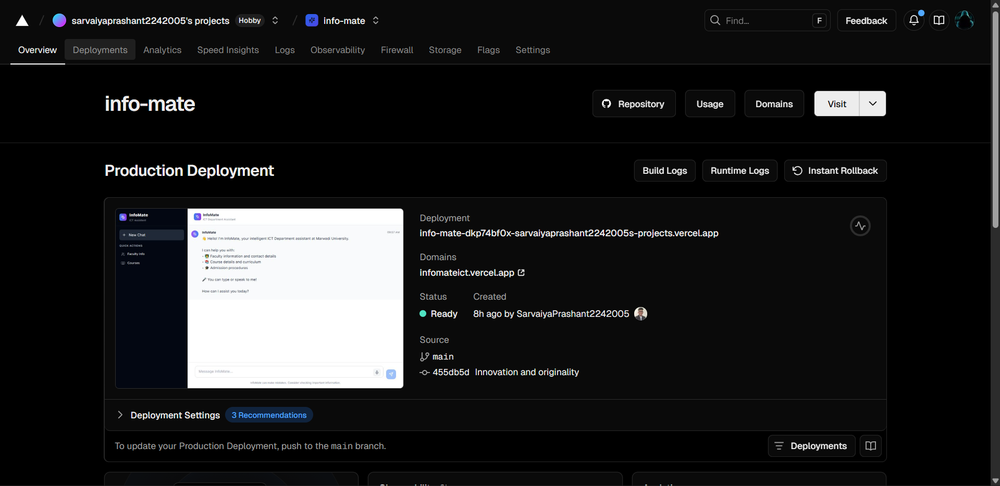 sarvaiyaprashant2242005's projects Hobby info-mate Find... F Feedback
Overview Deployments Analytics Speed Insights Logs Observability Firewall Storage Flags Settings
info-mate
Repository Usage Domains Visit
Production Deployment
Build Logs Runtime Logs Instant Rollback
InfoMate
ICT Assistant
+ New Chat
QUICK ACTIONS
Faculty Info
Courses
InfoMate
ICT Department Assistant
InfoMate
09:57 AM
👋 Hello! I'm InfoMate, your intelligent ICT Department assistant at Marwadi University.
I can help you with:
• 👨‍🏫 Faculty information and contact details
• 📚 Course details and curriculum
• 🎓 Admission procedures
🎤 You can type or speak to me!
How can I assist you today?
Message InfoMate...
InfoMate can make mistakes. Consider checking important information.
Deployment
info-mate-dkp74bf0x-sarvaiyaprashant2242005s-projects.vercel.app
Domains
infomateict.vercel.app
Status Created
Ready 8h ago by SarvaiyaPrashant2242005
Source
main
455db5d Innovation and originality
Deployment Settings 3 Recommendations
To update your Production Deployment, push to the main branch.
Deployments